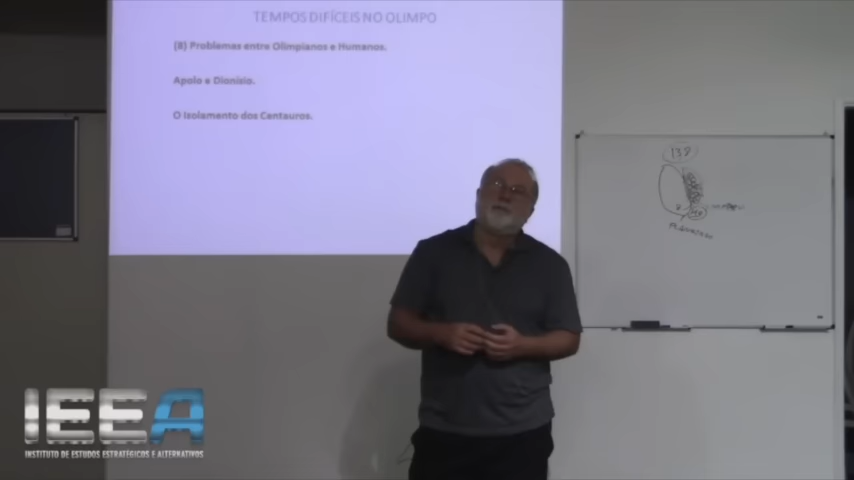 TEMPOS DIFÍCEIS NO OLIMPO
(8) Problemas entre Olimpianos e Humanos.
Apolo e Dionísio.
O Isolamento dos Centauros.
138
IEEA
INSTITUTO DE ESTUDOS ESTRATÉGICOS E ALTERNATIVOS